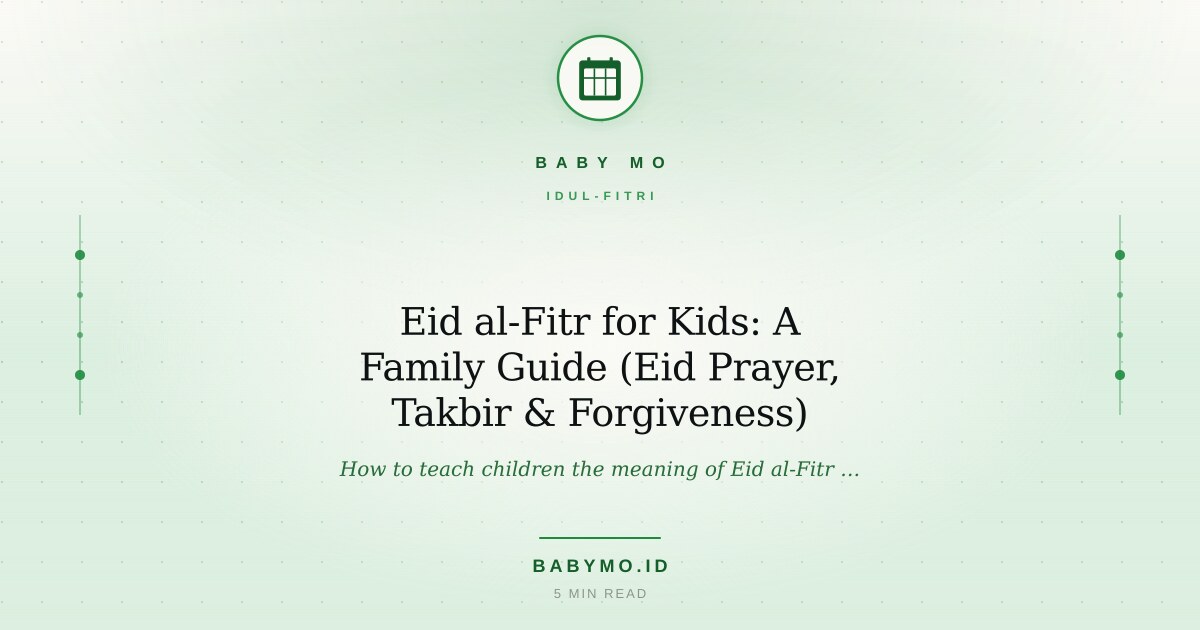 BABY MO
IDUL-FITRI
Eid al-Fitr for Kids: A
Family Guide (Eid Prayer,
Takbir & Forgiveness)
How to teach children the meaning of Eid al-Fitr ...
BABYMO.ID
5 MIN READ